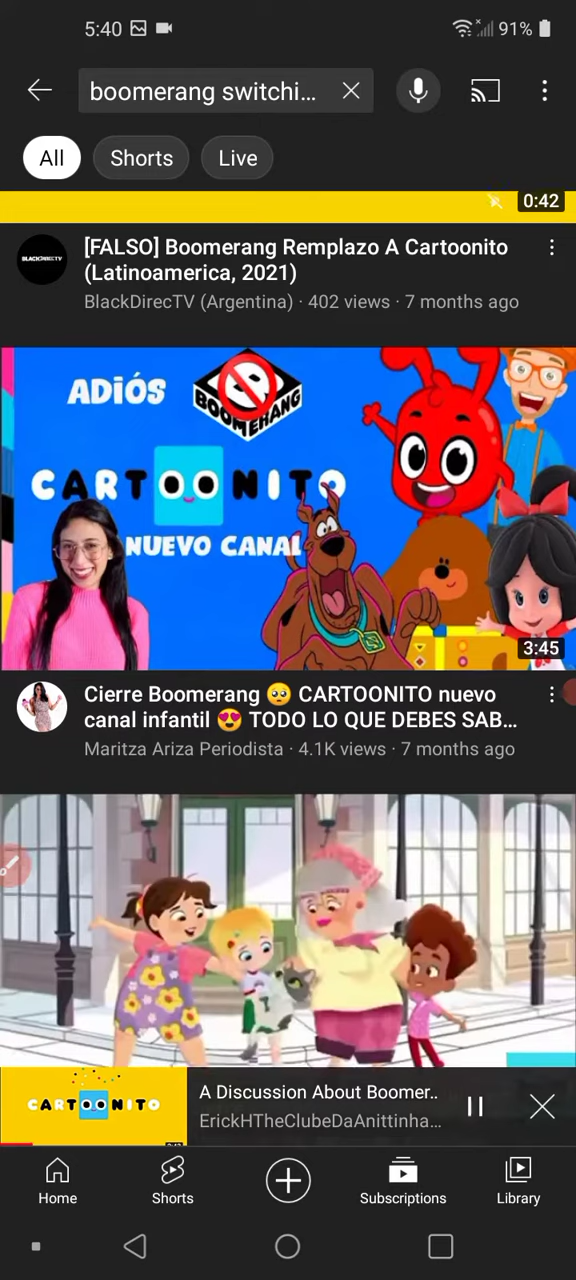 5:40
91%
boomerang switchi...
All
Shorts
Live
0:42
[FALSO] Boomerang Remplazo A Cartoonito
(Latinoamerica, 2021)
BLACKDIRECTV
BlackDirecTV (Argentina) · 402 views · 7 months ago
ADIÓS
BOOMERANG
CARTOONITO
NUEVO CANAL
3:45
Cierre Boomerang 🥺 CARTOONITO nuevo
canal infantil 😍 TODO LO QUE DEBES SAB...
Maritza Ariza Periodista · 4.1K views · 7 months ago
CARTOONITO
A Discussion About Boomer..
ErickHTheClubeDaAnittinha...
Home
Shorts
Subscriptions
Library